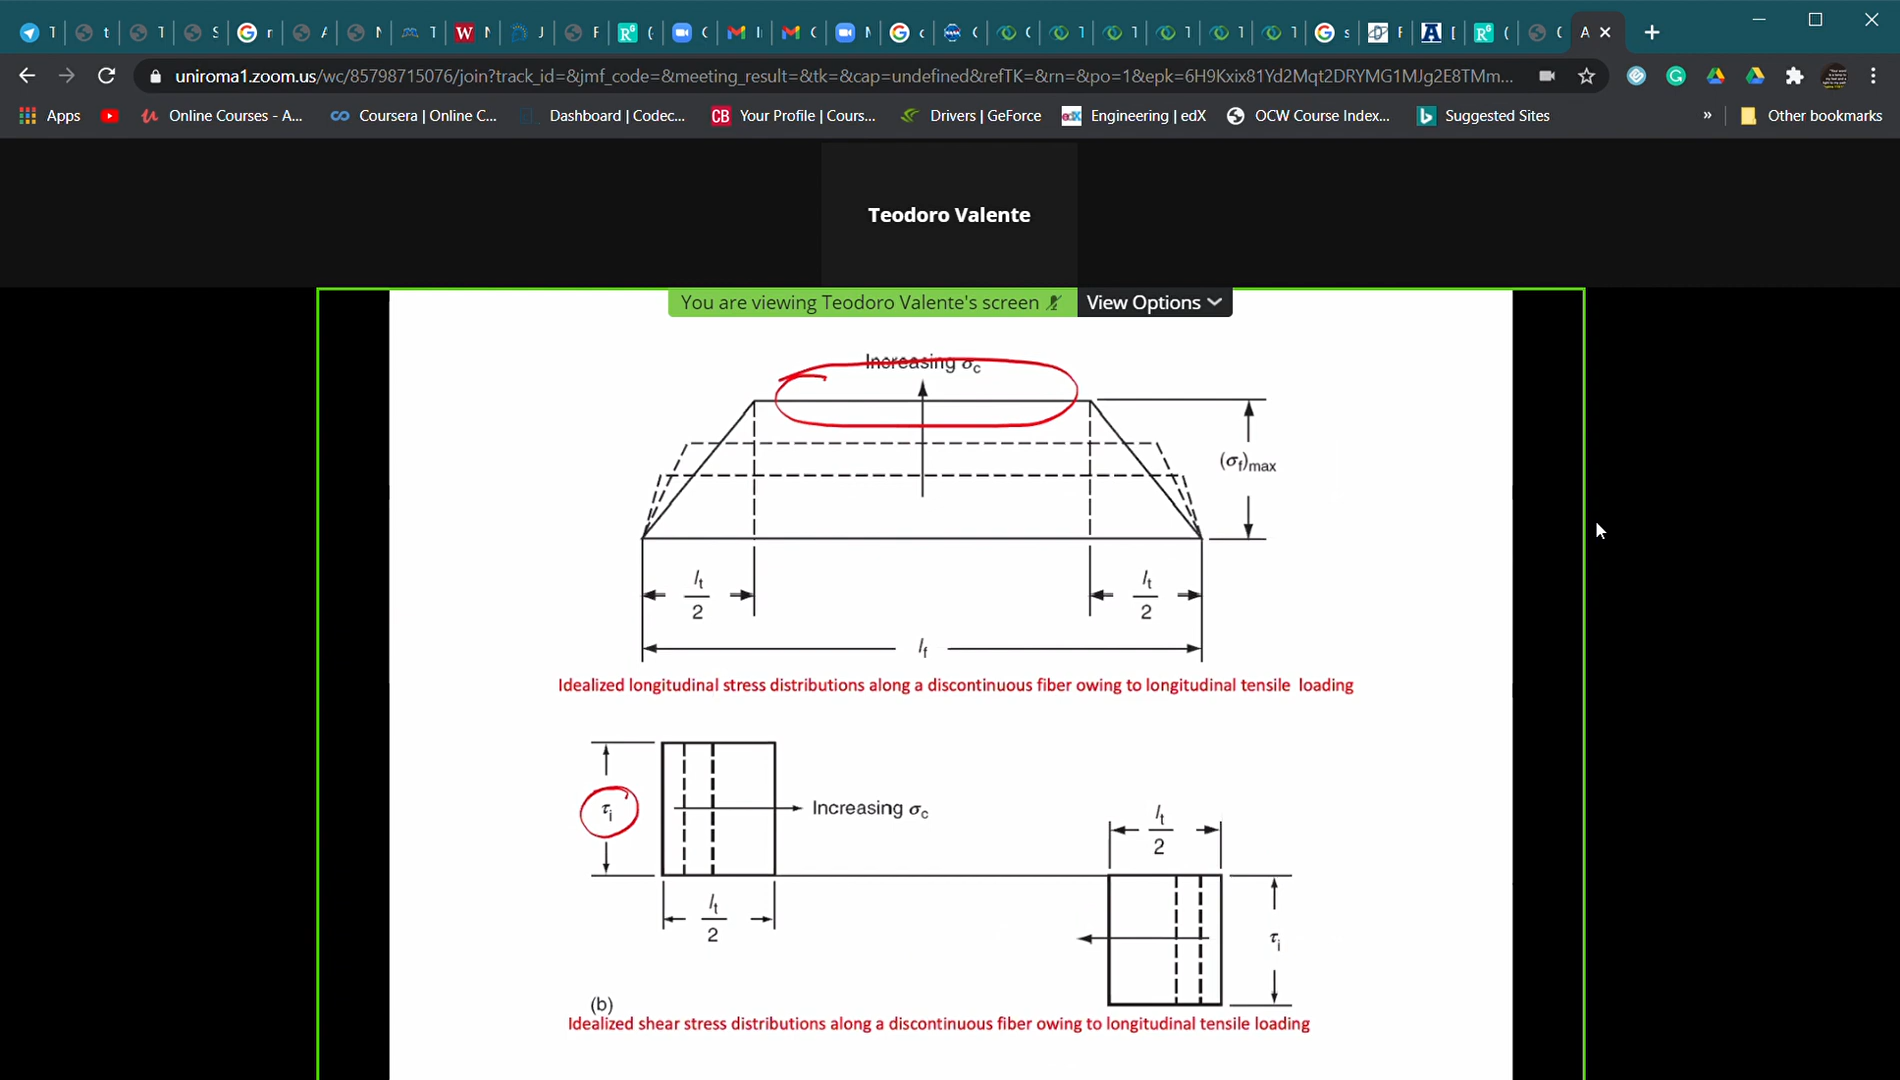 uniroma1.zoom.us/wc/85798715076/join?track_id=&jmf_code=&meeting_result=&tk=&cap=undefined&refTK=&rn=&po=1&epk=6H9Kxix81Yd2Mqt2DRYMG1MJg2E8TMm...
Apps
Online Courses - A...
Coursera | Online C...
Dashboard | Codec...
CB Your Profile | Cours...
Drivers | GeForce
edX Engineering | edX
OCW Course Index...
Suggested Sites
»
Other bookmarks
Teodoro Valente
You are viewing Teodoro Valente's screen
View Options
Increasing σc
(σf)max
lt/2
lt/2
lf
Idealized longitudinal stress distributions along a discontinuous fiber owing to longitudinal tensile loading
τi
Increasing σc
lt/2
lt/2
τi
(b)
Idealized shear stress distributions along a discontinuous fiber owing to longitudinal tensile loading